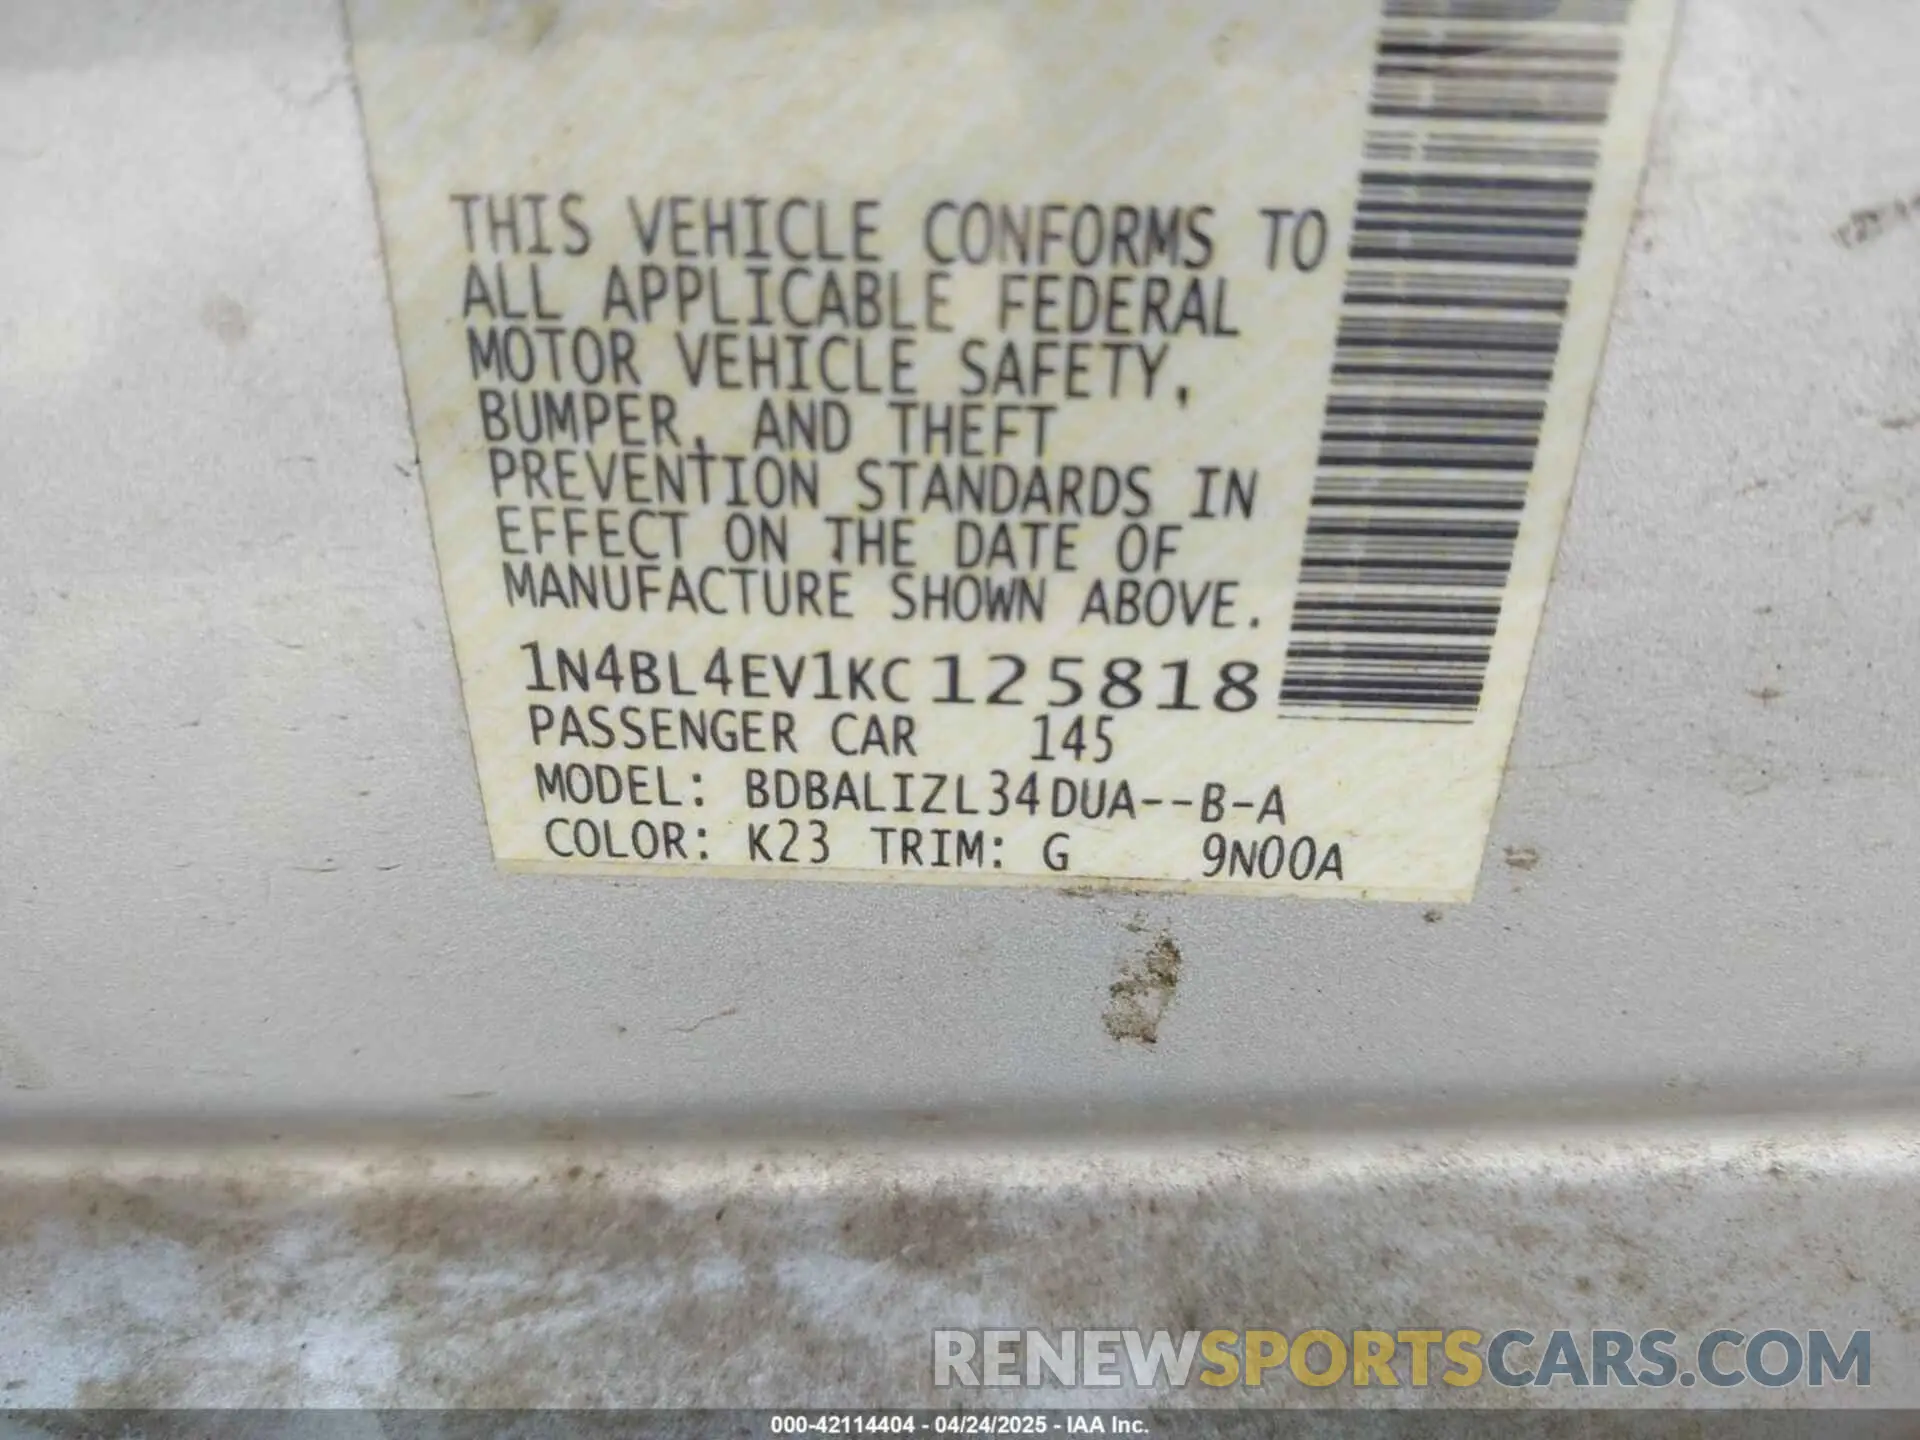 THIS VEHICLE CONFORMS TO
ALL APPLICABLE FEDERAL
MOTOR VEHICLE SAFETY,
BUMPER, AND THEFT
PREVENTION STANDARDS IN
EFFECT ON THE DATE OF
MANUFACTURE SHOWN ABOVE.
1N4BL4EV1KC125818
PASSENGER CAR 145
MODEL: BDBALIZL34DUA--B-A
COLOR: K23 TRIM: G 9N00A
RENEWSPORTSCARS.COM
000-42114404 - 04/24/2025 - IAA Inc.